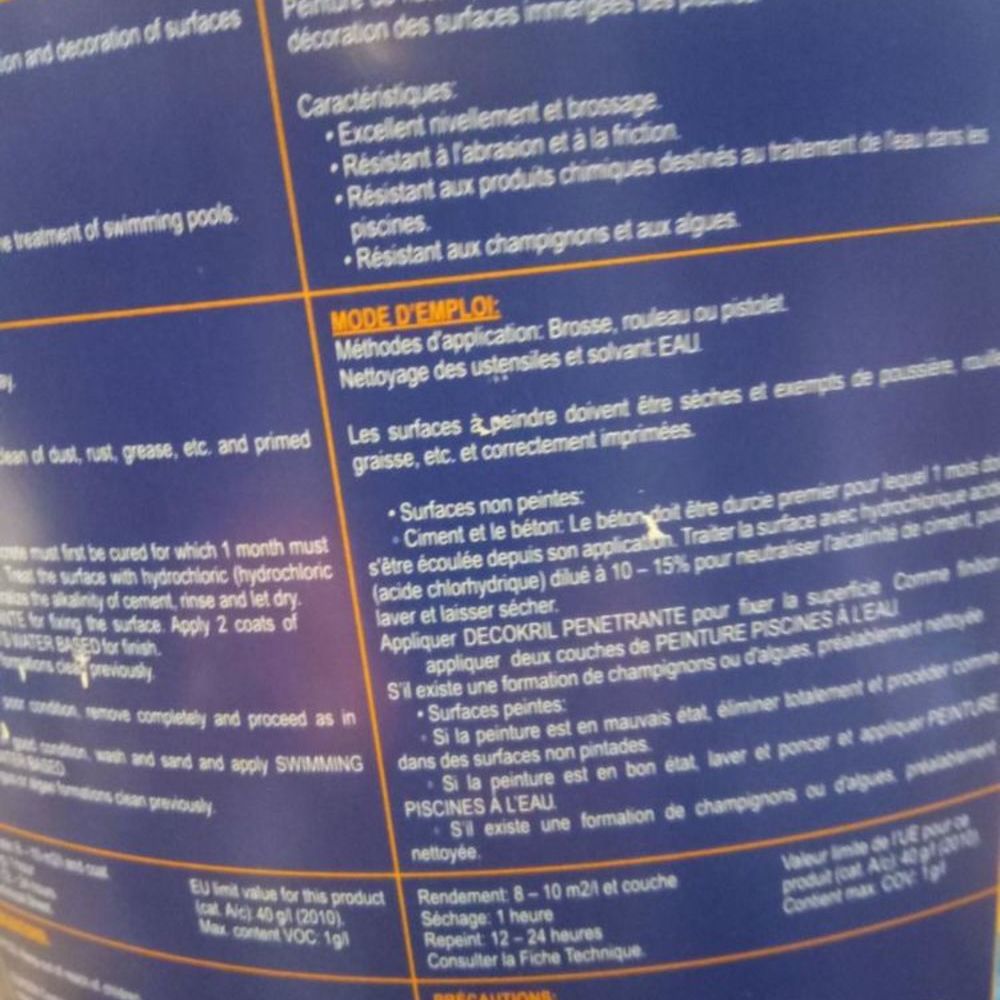 ion and decoration of surfaces
e treatment of swimming pools.
ay.
clean of dust, rust, grease, etc. and primed
must first be cured for which 1 month must
Treat the surface with hydrochloric (hydrochloric
the alkalinity of cement, rinse and let dry.
for fixing the surface. Apply 2 coats of
WATER BASED for finish.
clean previously.
condition, remove completely and proceed as in
good condition, wash and sand and apply SWIMMING
BASED.
or algae formations clean previously.
EU limit value for this product
(cat. A/c): 40 g/l (2010).
Max. content VOC: 1g/l
Peinture
décoration des surfaces immergées des
Caractéristiques:
• Excellent nivellement et brossage.
• Résistant à l'abrasion et à la friction.
• Résistant aux produits chimiques destinés au traitement de l'eau dans les
piscines.
• Résistant aux champignons et aux algues.
MODE D'EMPLOI:
Méthodes d'application: Brosse, rouleau ou pistolet.
Nettoyage des ustensiles et solvant: EAU.
Les surfaces à peindre doivent être sèches et exempts de poussière,
graisse, etc. et correctement imprimées.
• Surfaces non peintes:
◦ Ciment et le béton: Le béton doit être durcie premier pour lequel 1 mois doi
s'être écoulée depuis son application. Traiter la surface avec hydrochlorique
(acide chlorhydrique) dilué à 10 – 15% pour neutraliser l'alcalinité de ciment,
laver et laisser sécher.
Appliquer DECOKRIL PENETRANTE pour fixer la superficie. Comme finition
appliquer deux couches de PEINTURE PISCINES À L'EAU.
S'il existe une formation de champignons ou d'algues, préalablement nettoyée
• Surfaces peintes:
◦ Si la peinture est en mauvais état, éliminer totalement et procéder comme
dans des surfaces non pintades.
◦ Si la peinture est en bon état, laver et poncer et appliquer PEINTURE
PISCINES À L'EAU.
◦ S'il existe une formation de champignons ou d'algues, préalablement
nettoyée.
Rendement: 8 – 10 m2/l et couche
Séchage: 1 heure
Repeint: 12 – 24 heures
Consulter la Fiche Technique.
Valeur limite de l'UE pour ce
produit (cat. A/c): 40 g/l (2010).
Content max. COV: 1g/l
PRÉCAUTIONS: